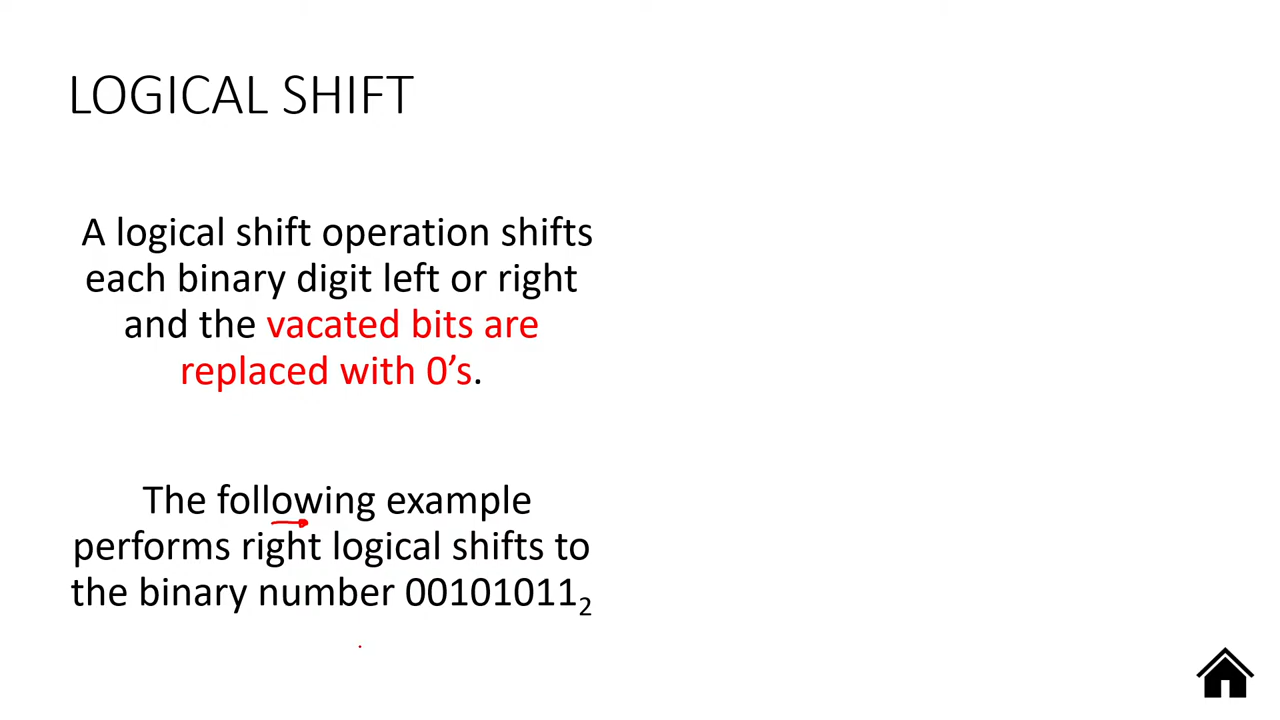 LOGICAL SHIFT
A logical shift operation shifts
each binary digit left or right
and the vacated bits are
replaced with 0’s.
The following example
performs right logical shifts to
the binary number 00101011₂